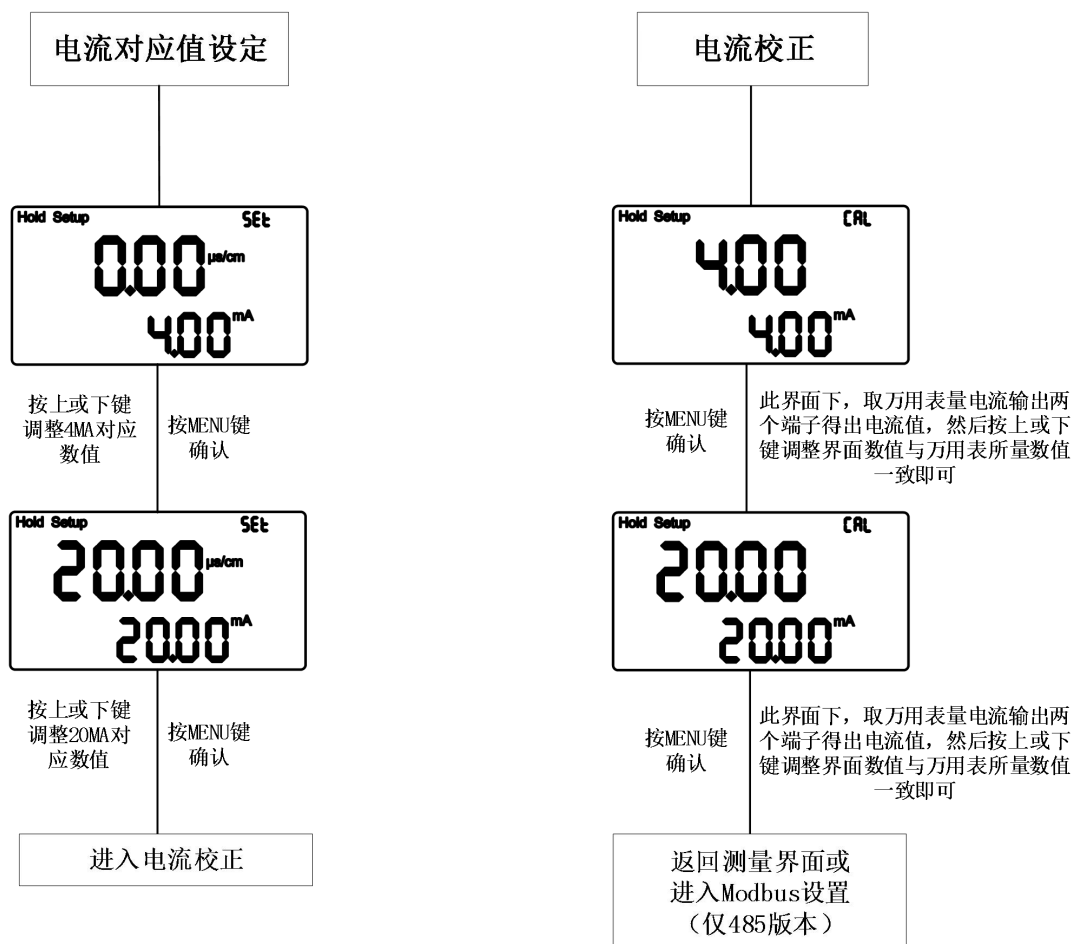 电流对应值设定
Hold Setup SEt
0.00 μs/cm
4.00 mA
按上或下键
调整4MA对应
数值
按MENU键
确认
Hold Setup SEt
20.00 μs/cm
20.00 mA
按上或下键
调整20MA对
应数值
按MENU键
确认
进入电流校正
电流校正
Hold Setup CAL
4.00
4.00 mA
按MENU键
确认
此界面下，取万用表量电流输出两
个端子得出电流值，然后按上或下
键调整界面数值与万用表所量数值
一致即可
Hold Setup CAL
20.00
20.00 mA
按MENU键
确认
此界面下，取万用表量电流输出两
个端子得出电流值，然后按上或下
键调整界面数值与万用表所量数值
一致即可
返回测量界面或
进入Modbus设置
（仅485版本）